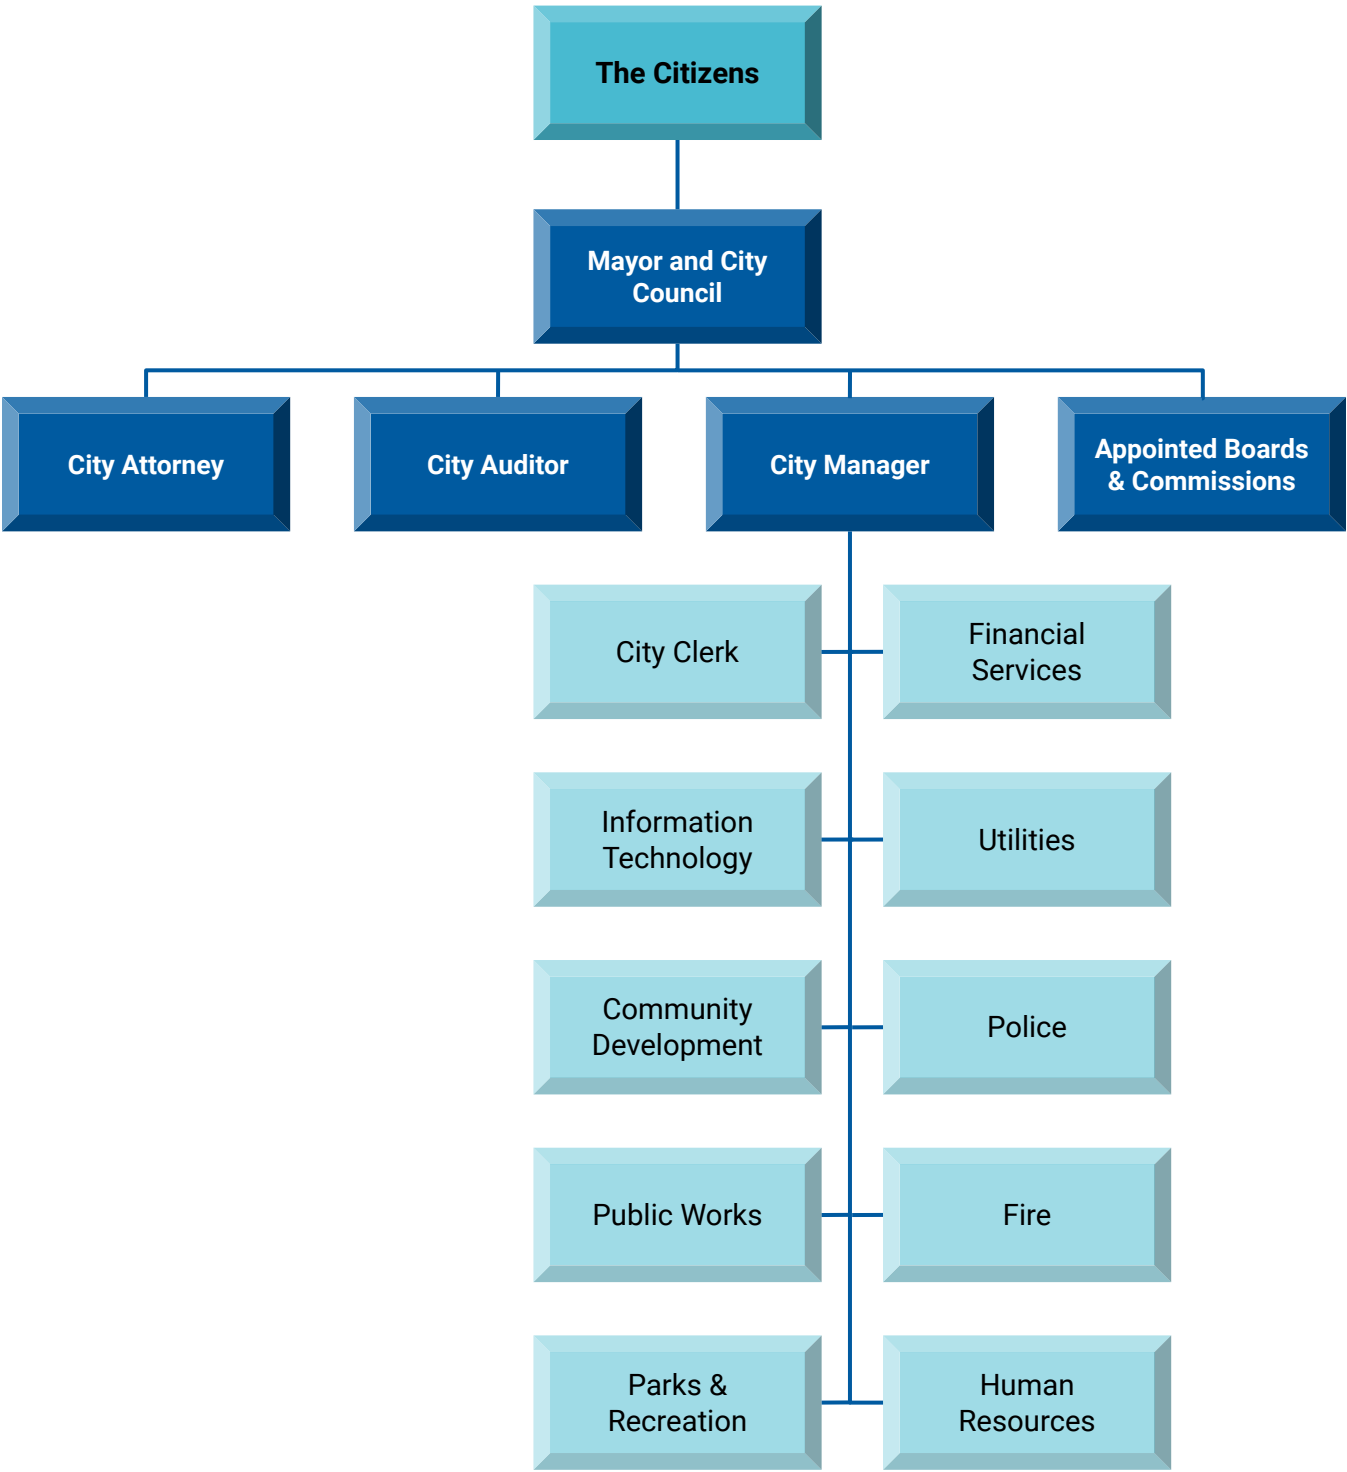 The Citizens
Mayor and City
Council
City Attorney
City Auditor
City Manager
Appointed Boards
& Commissions
City Clerk
Financial
Services
Information
Technology
Utilities
Community
Development
Police
Public Works
Fire
Parks &
Recreation
Human
Resources